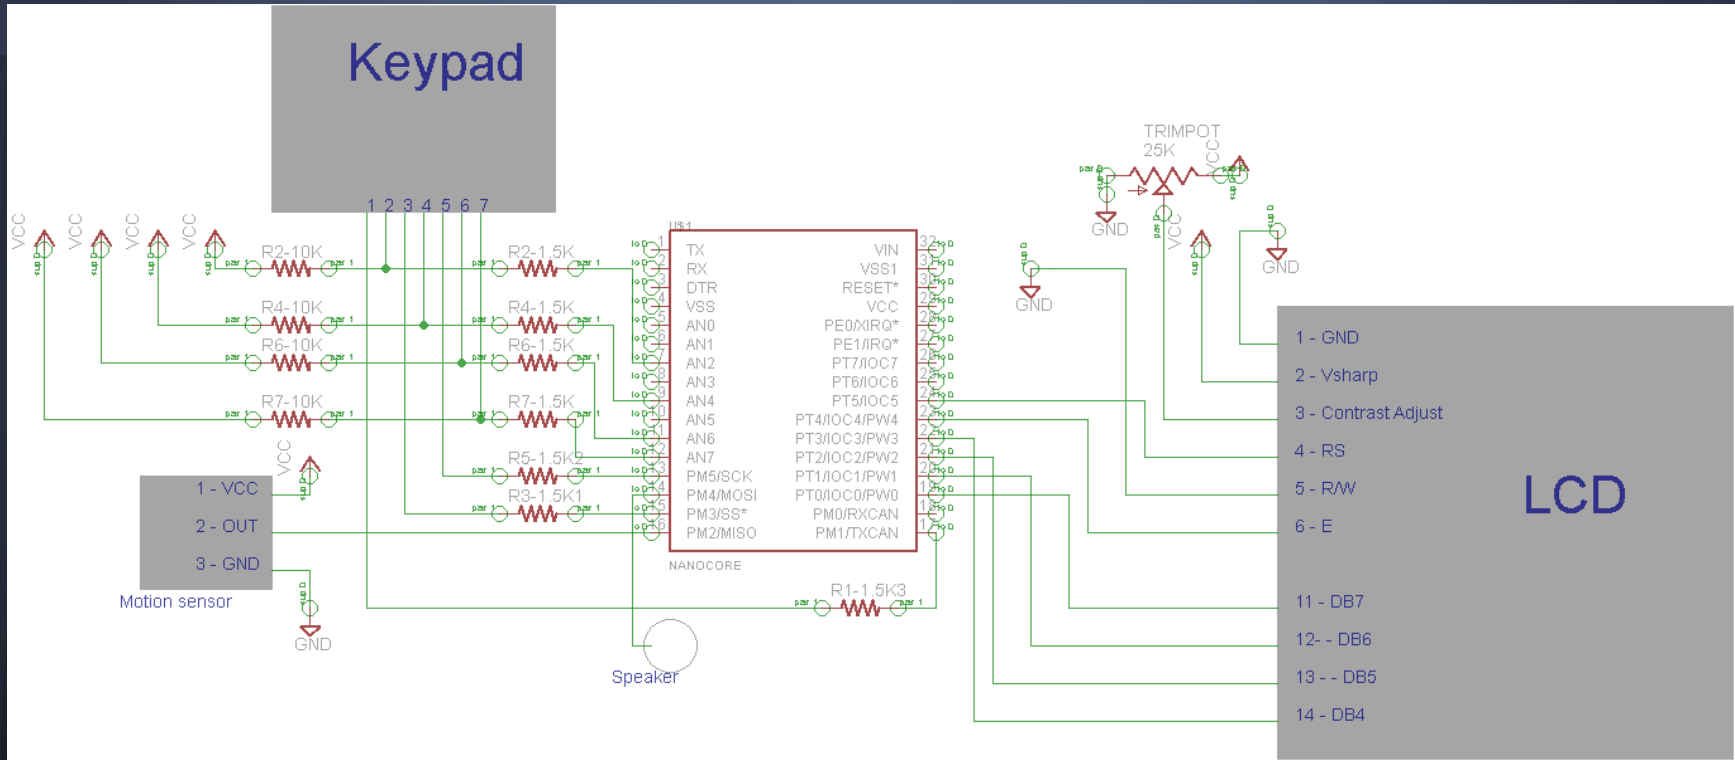 Keypad
1 2 3 4 5 6 7
TRIMPOT
25K
VCC
GND
VCC
GND
GND
VCC
VCC
VCC
VCC
R2-10K
R4-10K
R6-10K
R7-10K
R2-1.5K
R4-1.5K
R6-1.5K
R7-1.5K
R5-1.5K2
R3-1.5K1
U$1
TX
RX
DTR
VSS
AN0
AN1
AN2
AN3
AN4
AN5
AN6
AN7
PM5/SCK
PM4/MOSI
PM3/SS*
PM2/MISO
VIN
VSS1
RESET*
VCC
PE0/XIRQ*
PE1/IRQ*
PT7/IOC7
PT6/IOC6
PT5/IOC5
PT4/IOC4/PW4
PT3/IOC3/PW3
PT2/IOC2/PW2
PT1/IOC1/PW1
PT0/IOC0/PW0
PM0/RXCAN
PM1/TXCAN
NANOCORE
R1-1.5K3
VCC
1 - VCC
2 - OUT
3 - GND
Motion sensor
GND
Speaker
1 - GND
2 - Vsharp
3 - Contrast Adjust
4 - RS
5 - R/W
6 - E
11 - DB7
12- - DB6
13 - - DB5
14 - DB4
LCD